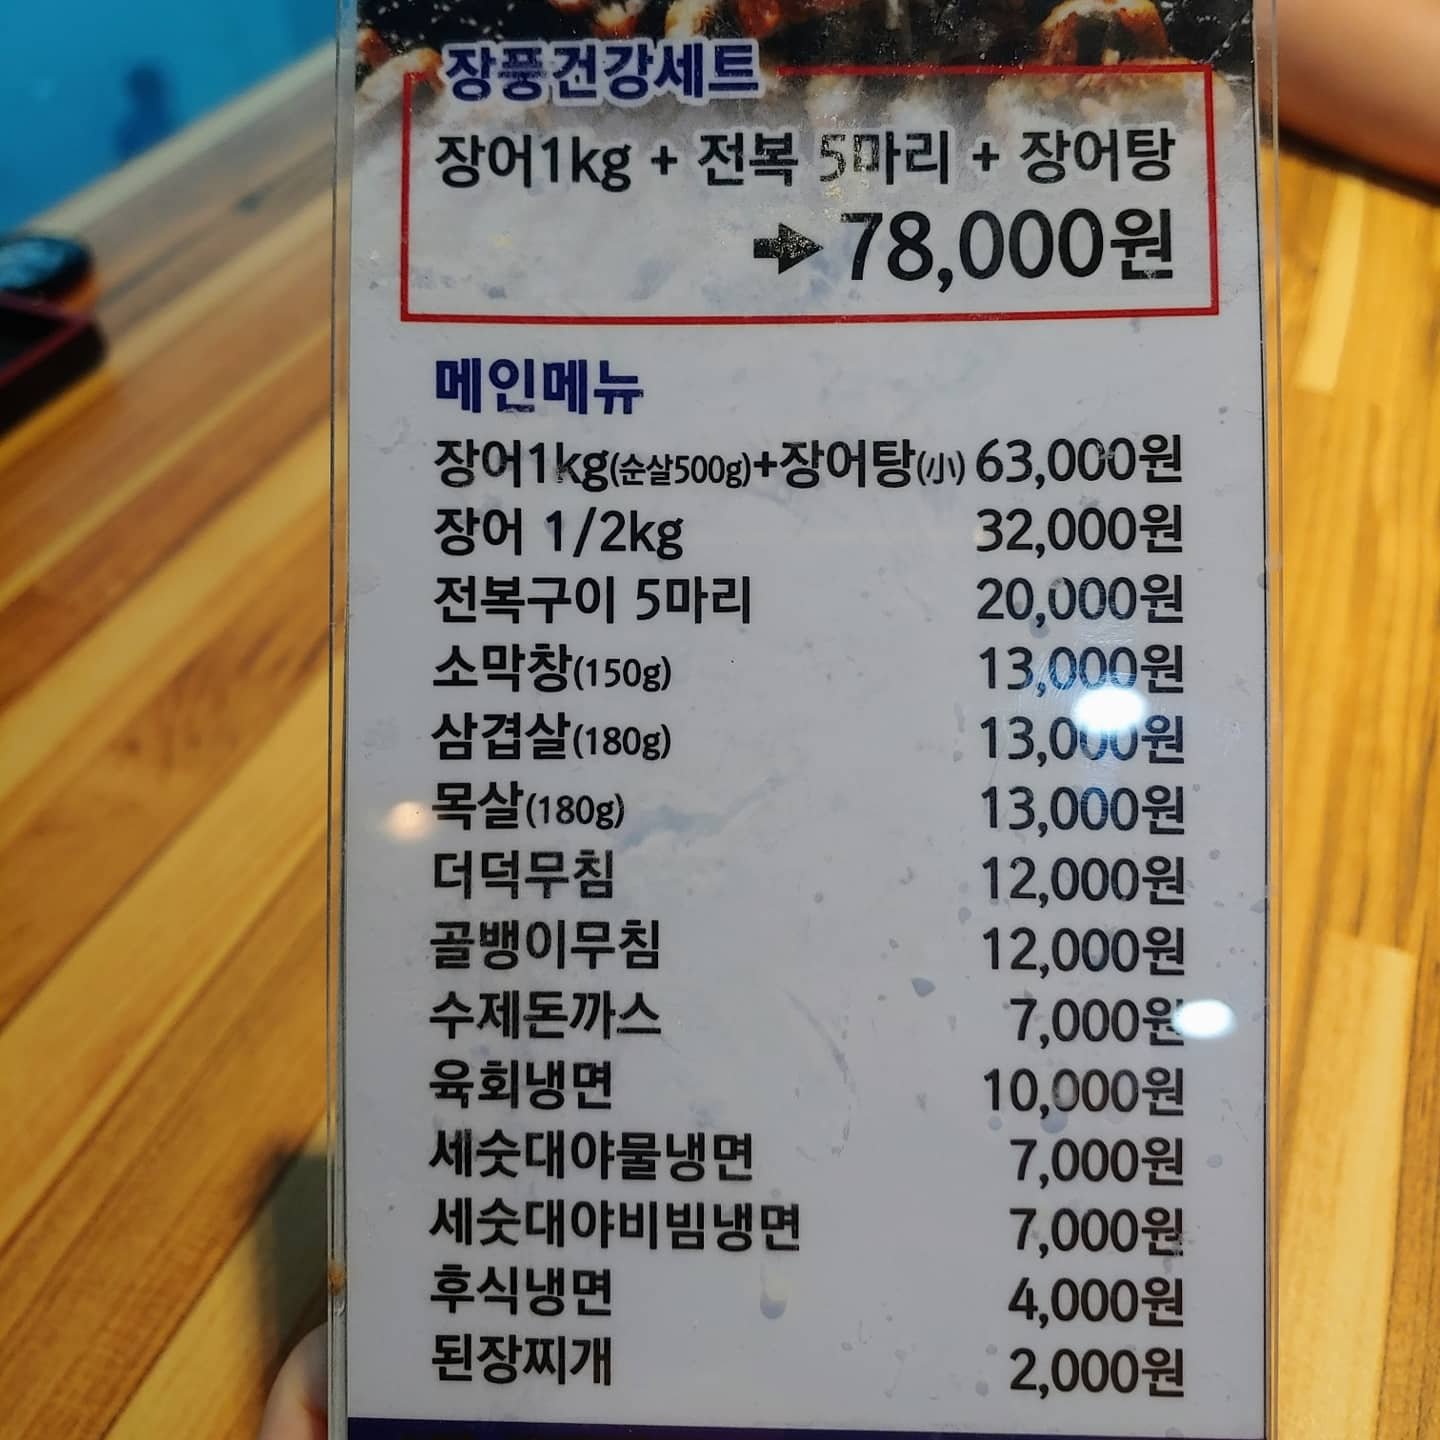 장풍건강세트
장어1kg + 전복 5마리 + 장어탕
➡78,000원
메인메뉴
장어1kg(순살500g)+장어탕(小) 63,000원
장어 1/2kg 32,000원
전복구이 5마리 20,000원
소막창(150g) 13,000원
삼겹살(180g) 13,000원
목살(180g) 13,000원
더덕무침 12,000원
골뱅이무침 12,000원
수제돈까스 7,000원
육회냉면 10,000원
세숫대야물냉면 7,000원
세숫대야비빔냉면 7,000원
후식냉면 4,000원
된장찌개 2,000원